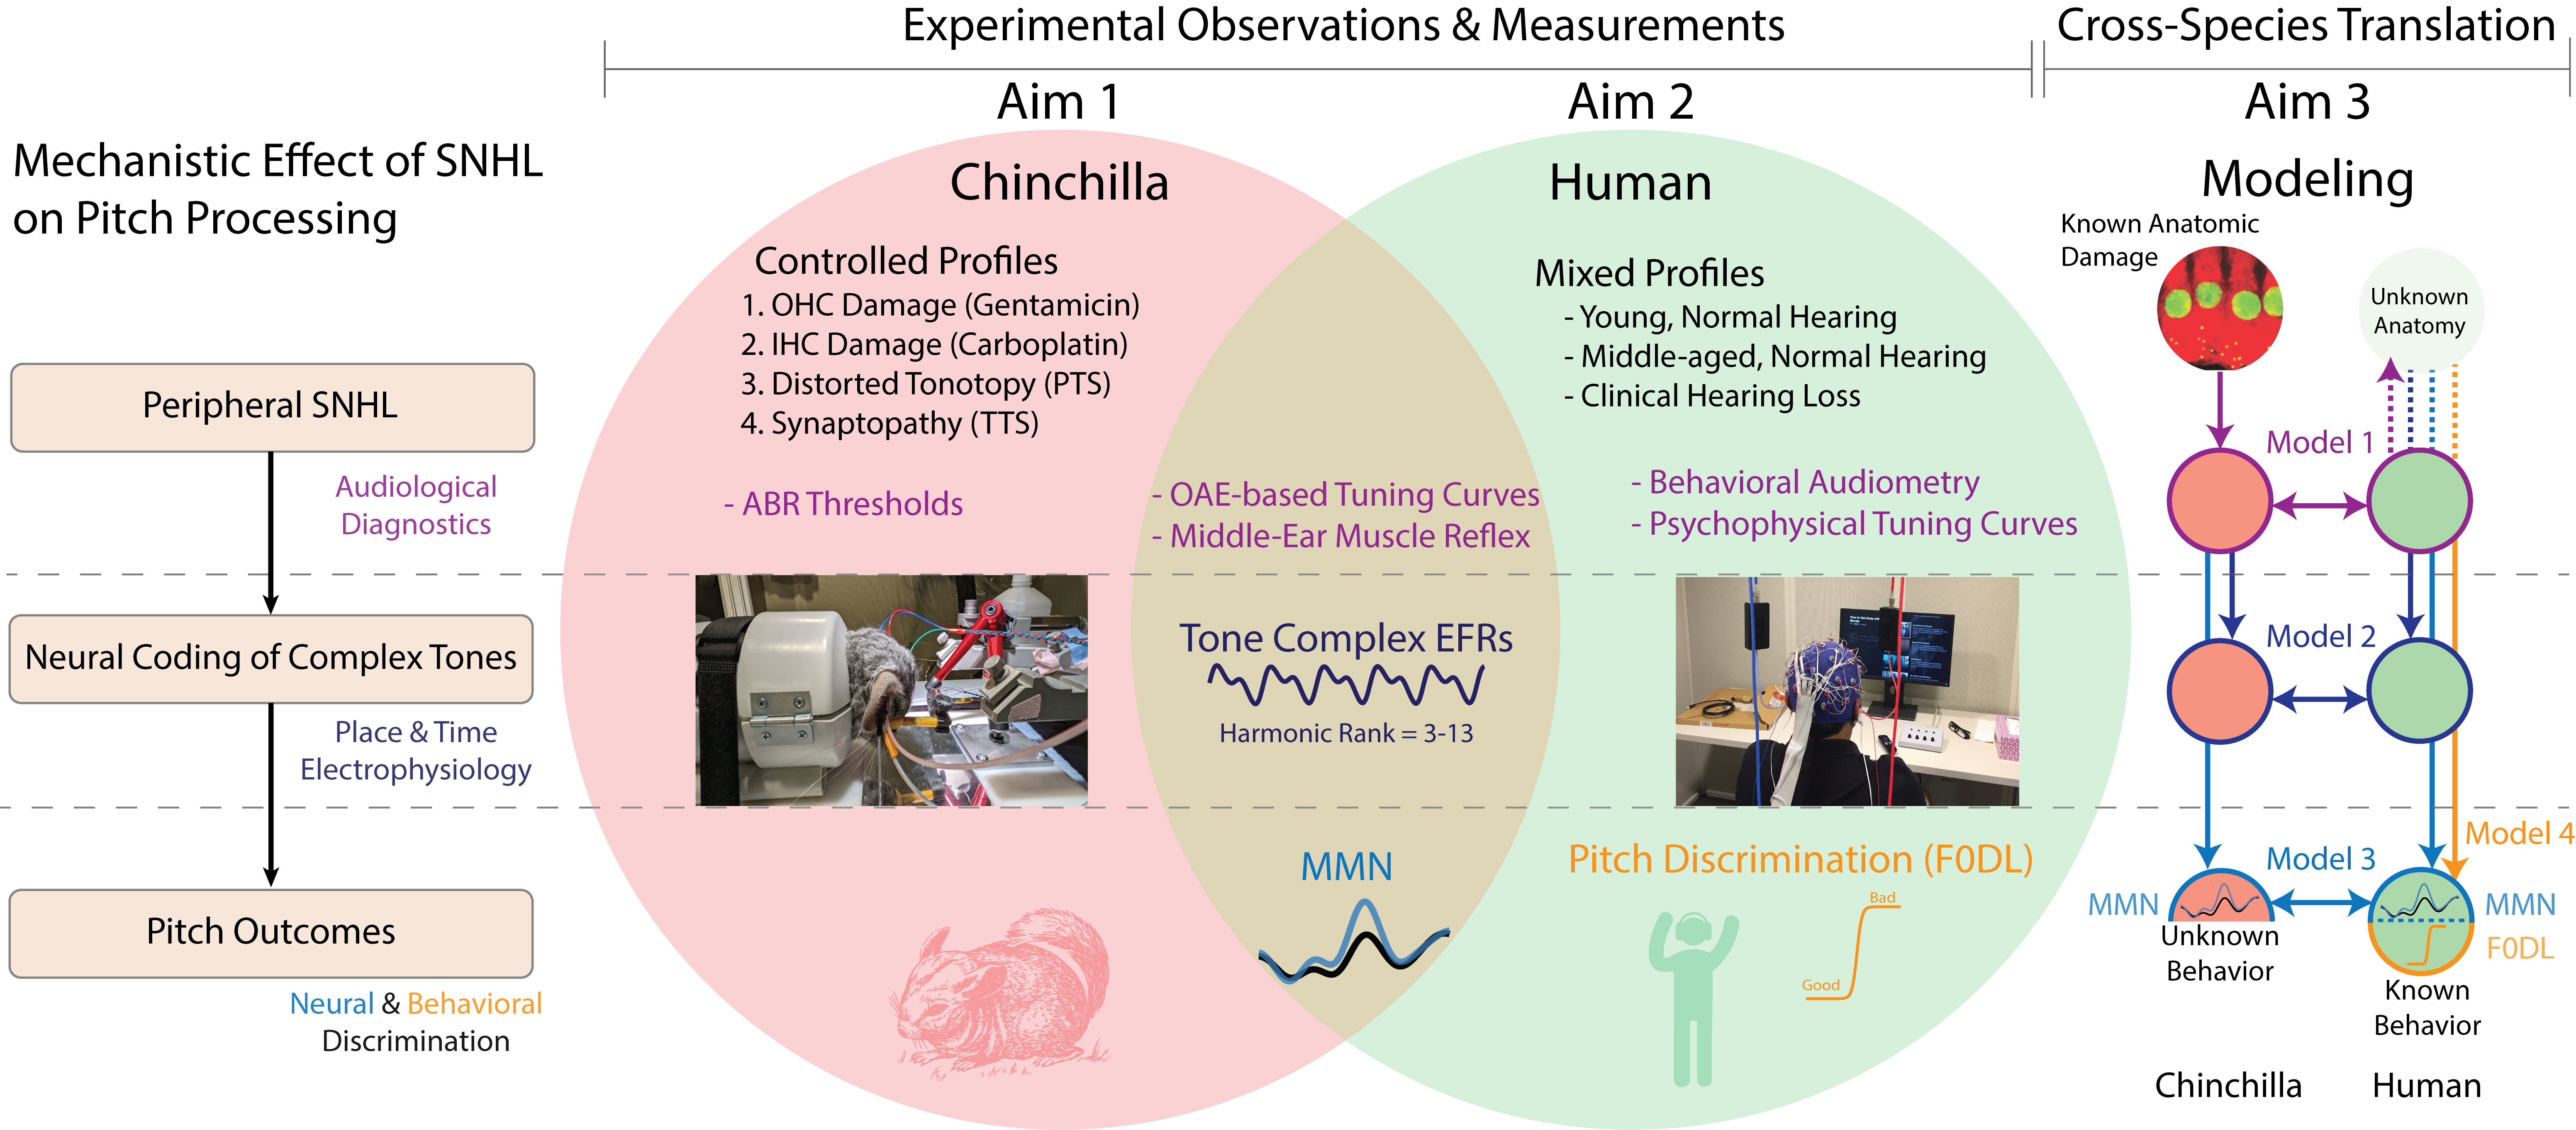 Experimental Observations & Measurements
Cross-Species Translation
Aim 1
Aim 2
Aim 3
Mechanistic Effect of SNHL
on Pitch Processing
Peripheral SNHL
Audiological
Diagnostics
Neural Coding of Complex Tones
Place & Time
Electrophysiology
Pitch Outcomes
Neural & Behavioral
Discrimination
Chinchilla
Controlled Profiles
1. OHC Damage (Gentamicin)
2. IHC Damage (Carboplatin)
3. Distorted Tonotopy (PTS)
4. Synaptopathy (TTS)
- ABR Thresholds
- OAE-based Tuning Curves
- Middle-Ear Muscle Reflex
Tone Complex EFRs
Harmonic Rank = 3-13
MMN
Human
Mixed Profiles
- Young, Normal Hearing
- Middle-aged, Normal Hearing
- Clinical Hearing Loss
- Behavioral Audiometry
- Psychophysical Tuning Curves
Pitch Discrimination (F0DL)
Bad
Good
Modeling
Known Anatomic
Damage
Unknown
Anatomy
Model 1
Model 2
Model 4
Model 3
MMN
MMN
F0DL
Unknown
Behavior
Known
Behavior
Chinchilla
Human